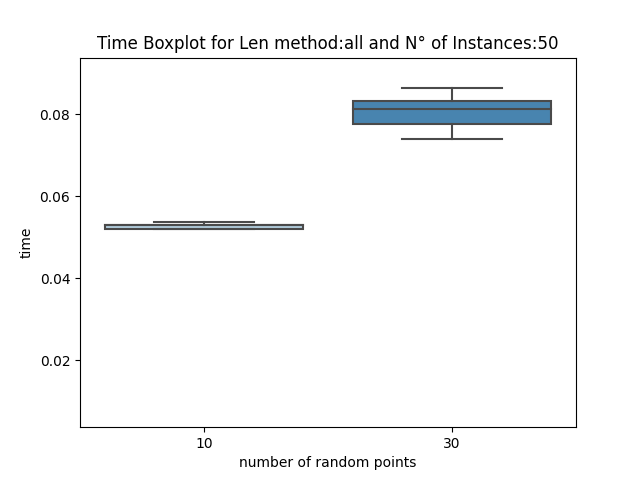 Time Boxplot for Len method:all and N° of Instances:50
0.08
0.06
time
0.04
0.02
10 30
number of random points